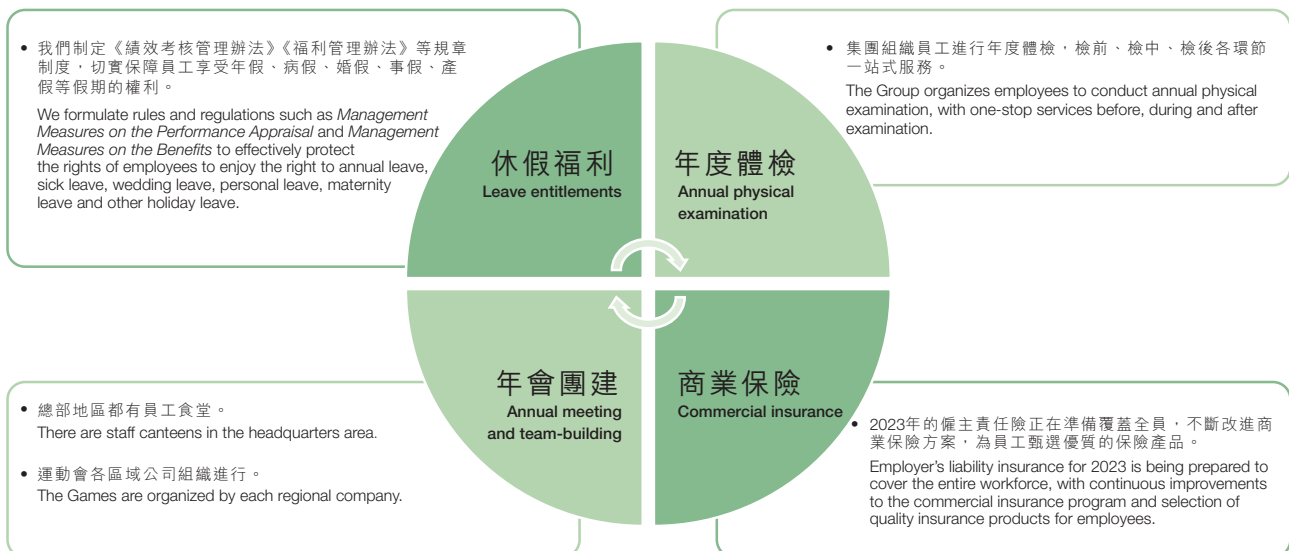 • 我們制定《績效考核管理辦法》《福利管理辦法》等規章
制度，切實保障員工享受年假、病假、婚假、事假、產
假等假期的權利。
We formulate rules and regulations such as Management
Measures on the Performance Appraisal and Management
Measures on the Benefits to effectively protect
the rights of employees to enjoy the right to annual leave,
sick leave, wedding leave, personal leave, maternity
leave and other holiday leave.
休假福利
Leave entitlements
年度體檢
Annual physical
examination
• 集團組織員工進行年度體檢，檢前、檢中、檢後各環節
一站式服務。
The Group organizes employees to conduct annual physical
examination, with one-stop services before, during and after
examination.
• 總部地區都有員工食堂。
There are staff canteens in the headquarters area.
• 運動會各區域公司組織進行。
The Games are organized by each regional company.
年會團建
Annual meeting
and team-building
商業保險
Commercial insurance
• 2023年的僱主責任險正在準備覆蓋全員，不斷改進商
業保險方案，為員工甄選優質的保險產品。
Employer’s liability insurance for 2023 is being prepared to
cover the entire workforce, with continuous improvements
to the commercial insurance program and selection of
quality insurance products for employees.